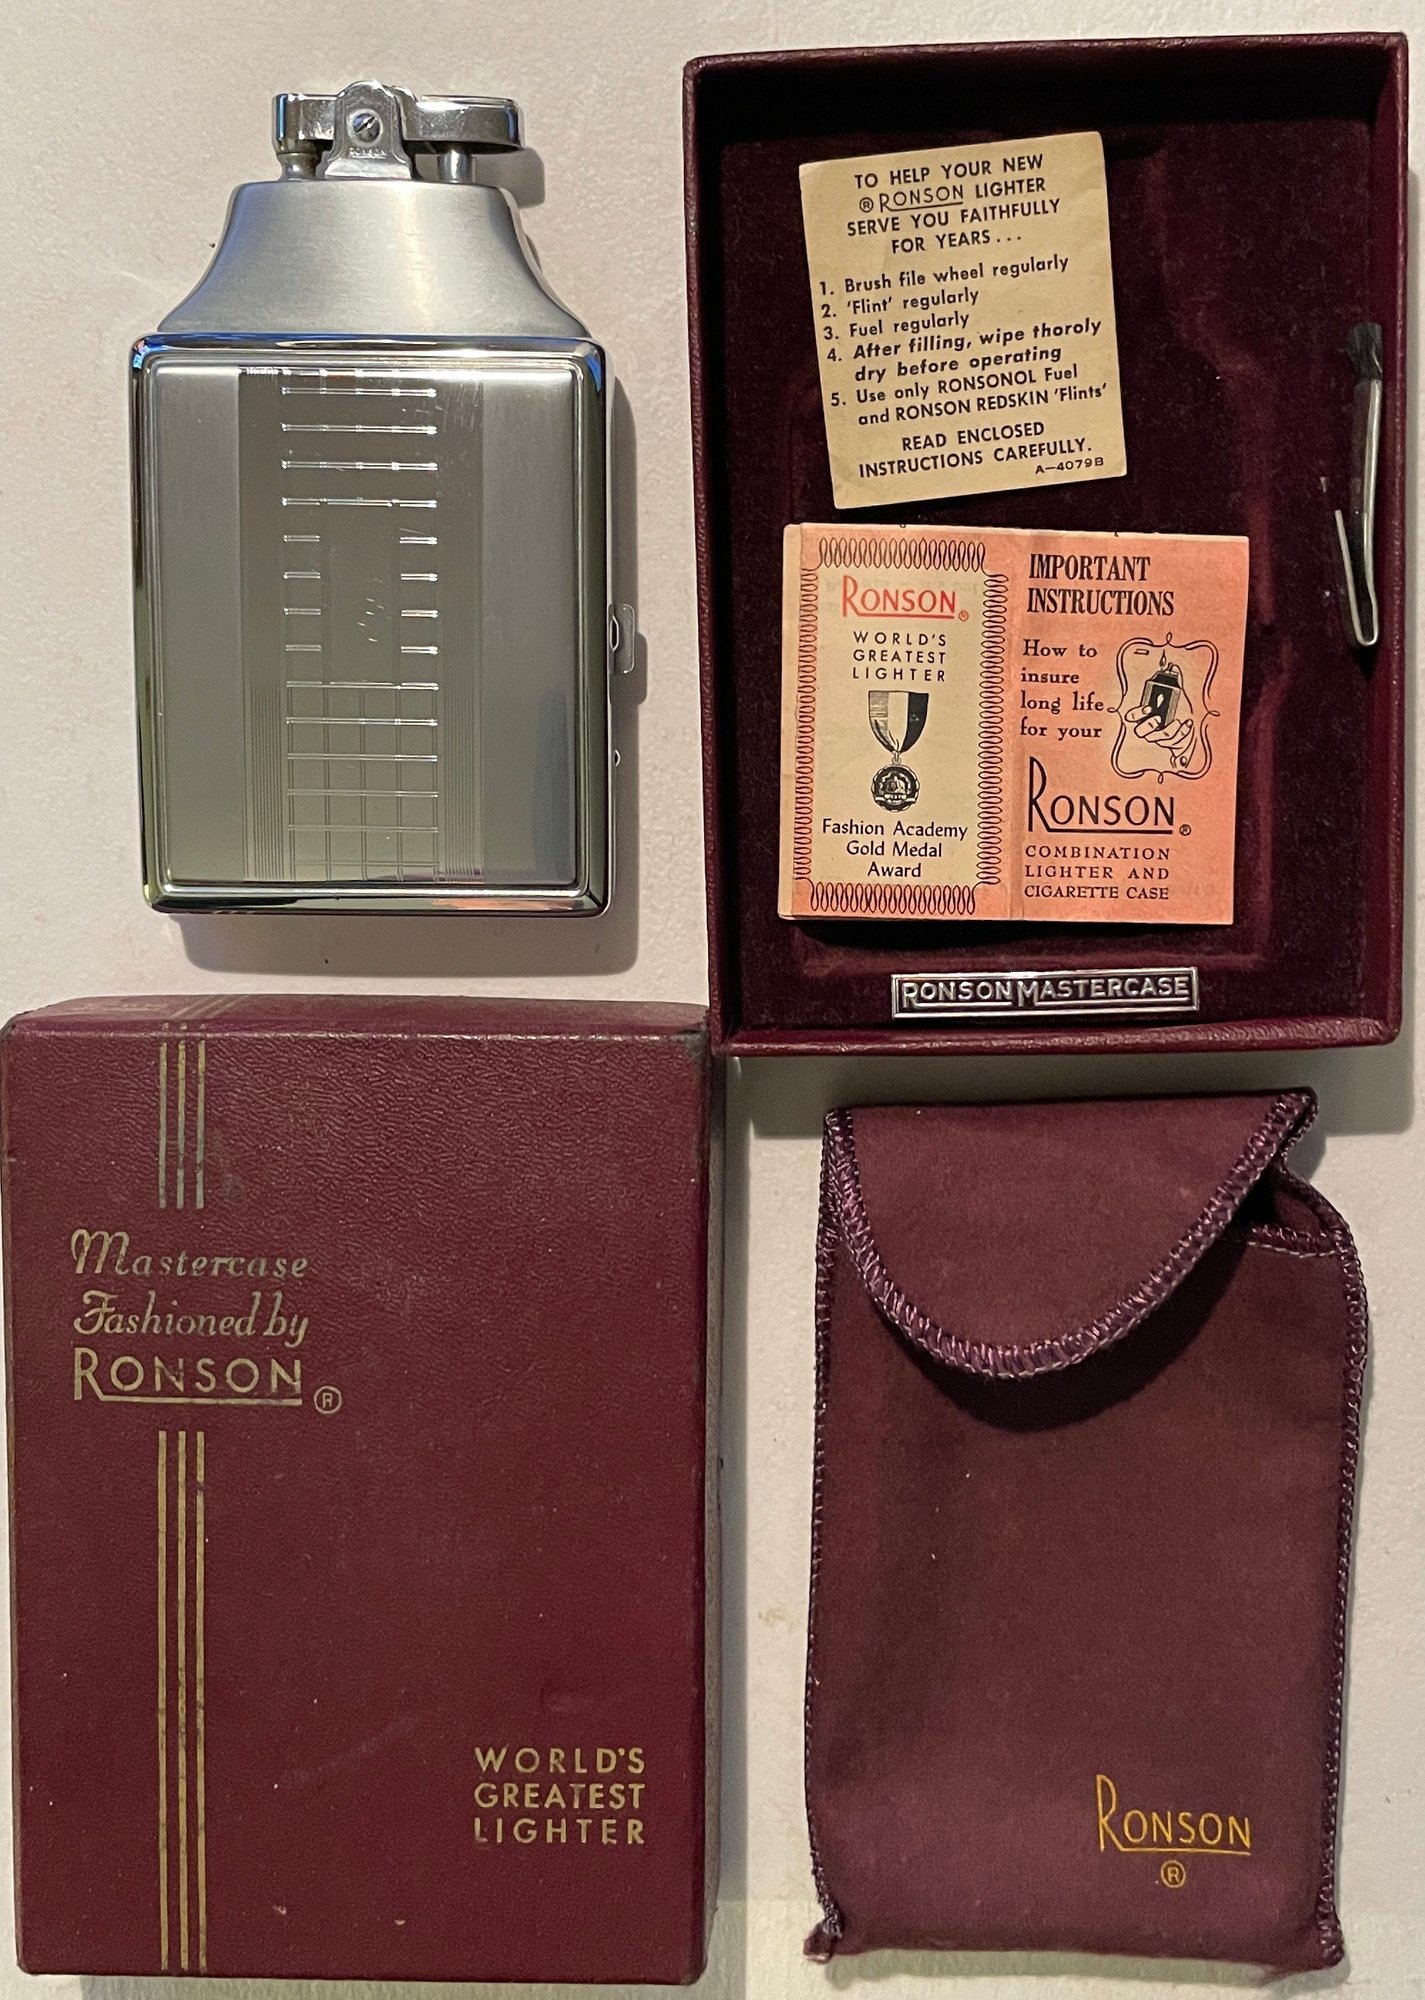 RONSON
TO HELP YOUR NEW
® RONSON LIGHTER
SERVE YOU FAITHFULLY
FOR YEARS...
1. Brush file wheel regularly
2. 'Flint' regularly
3. Fuel regularly
4. After filling, wipe thoroly
dry before operating
5. Use only RONSONOL Fuel
and RONSON REDSKIN 'Flints'
READ ENCLOSED
INSTRUCTIONS CAREFULLY.
A-4079B
RONSON®
WORLD'S
GREATEST
LIGHTER
Fashion Academy
Gold Medal
Award
IMPORTANT
INSTRUCTIONS
How to
insure
long life
for your
RONSON®
COMBINATION
LIGHTER AND
CIGARETTE CASE
RONSON MASTERCASE
Mastercase
Fashioned by
RONSON ®
WORLD'S
GREATEST
LIGHTER
RONSON
®